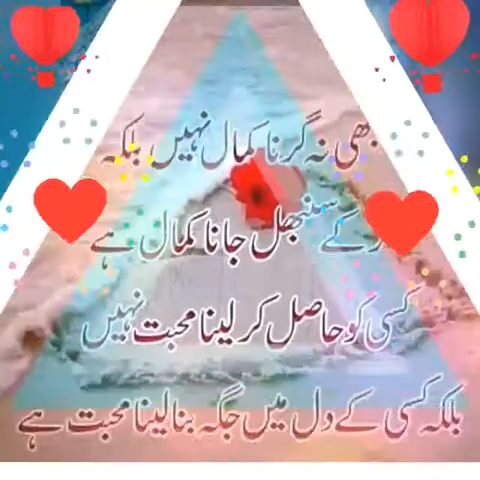 بھی نہ گرنا کمال نہیں بلکہ
کے سنبھل جانا کمال ہے
کسی کو حاصل کر لینا محبت نہیں
بلکہ کسی کے دل میں جگہ بنا لینا محبت ہے